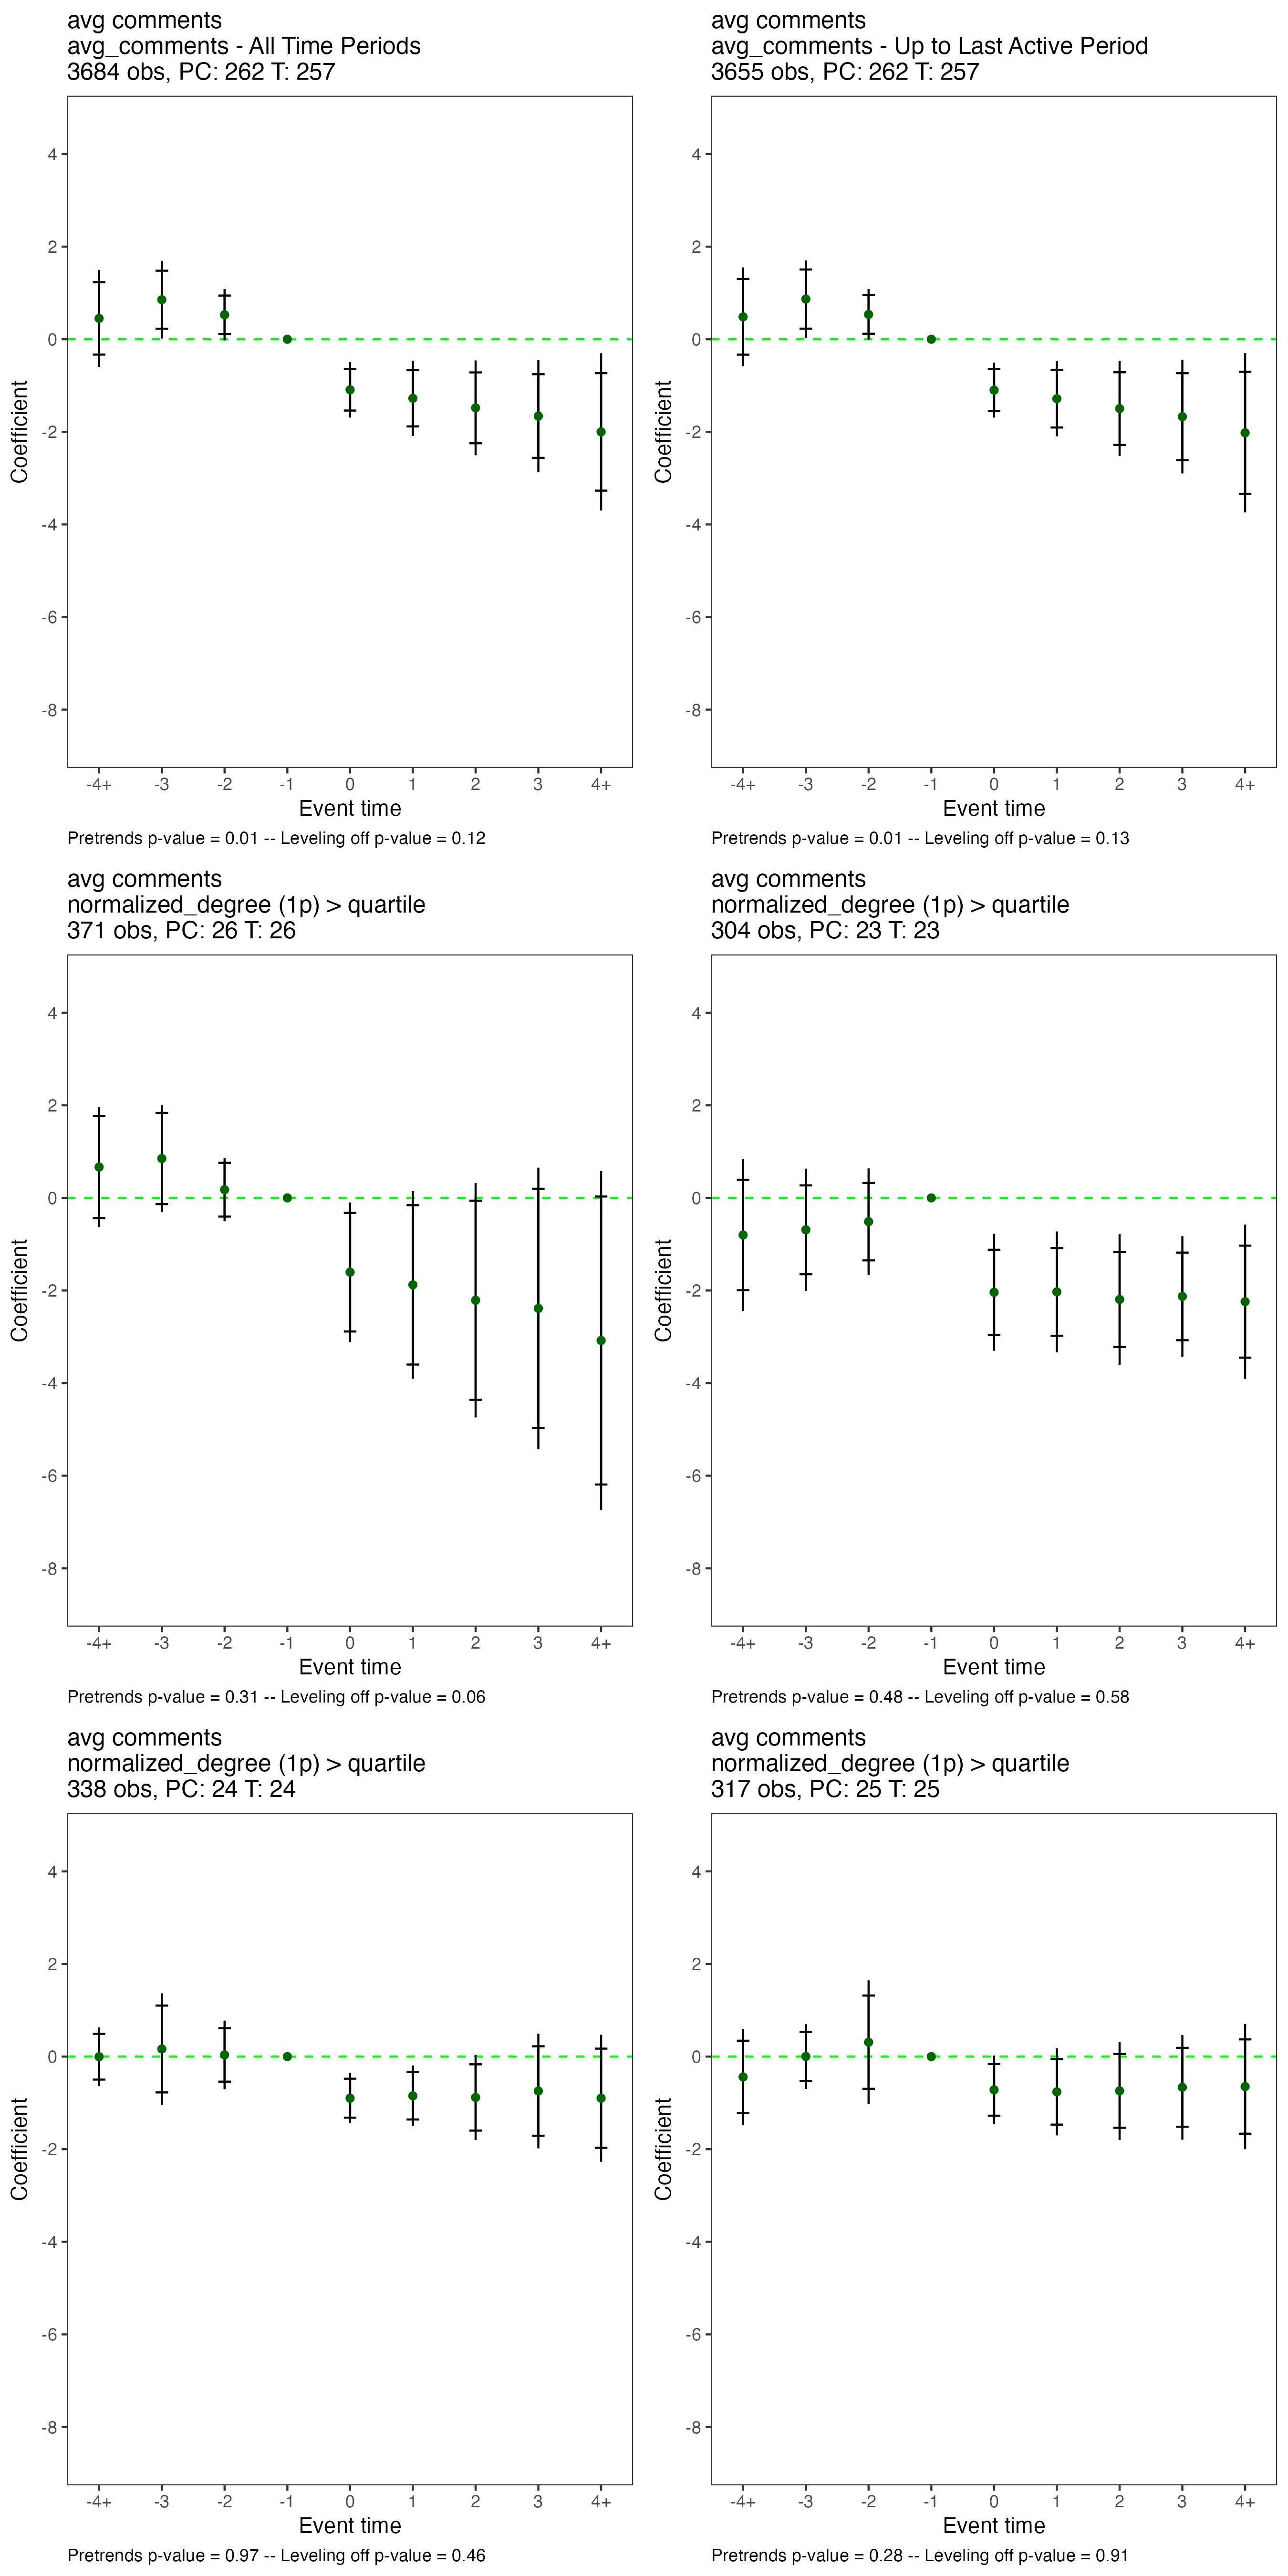 avg comments
avg_comments - All Time Periods
3684 obs, PC: 262 T: 257
4
2
0
-2
-4
-6
-8
Coefficient
-4+ -3 -2 -1 0 1 2 3 4+
Event time
Pretrends p-value = 0.01 -- Leveling off p-value = 0.12
avg comments
avg_comments - Up to Last Active Period
3655 obs, PC: 262 T: 257
4
2
0
-2
-4
-6
-8
Coefficient
-4+ -3 -2 -1 0 1 2 3 4+
Event time
Pretrends p-value = 0.01 -- Leveling off p-value = 0.13
avg comments
normalized_degree (1p) > quartile
371 obs, PC: 26 T: 26
4
2
0
-2
-4
-6
-8
Coefficient
-4+ -3 -2 -1 0 1 2 3 4+
Event time
Pretrends p-value = 0.31 -- Leveling off p-value = 0.06
avg comments
normalized_degree (1p) > quartile
304 obs, PC: 23 T: 23
4
2
0
-2
-4
-6
-8
Coefficient
-4+ -3 -2 -1 0 1 2 3 4+
Event time
Pretrends p-value = 0.48 -- Leveling off p-value = 0.58
avg comments
normalized_degree (1p) > quartile
338 obs, PC: 24 T: 24
4
2
0
-2
-4
-6
-8
Coefficient
-4+ -3 -2 -1 0 1 2 3 4+
Event time
Pretrends p-value = 0.97 -- Leveling off p-value = 0.46
avg comments
normalized_degree (1p) > quartile
317 obs, PC: 25 T: 25
4
2
0
-2
-4
-6
-8
Coefficient
-4+ -3 -2 -1 0 1 2 3 4+
Event time
Pretrends p-value = 0.28 -- Leveling off p-value = 0.91